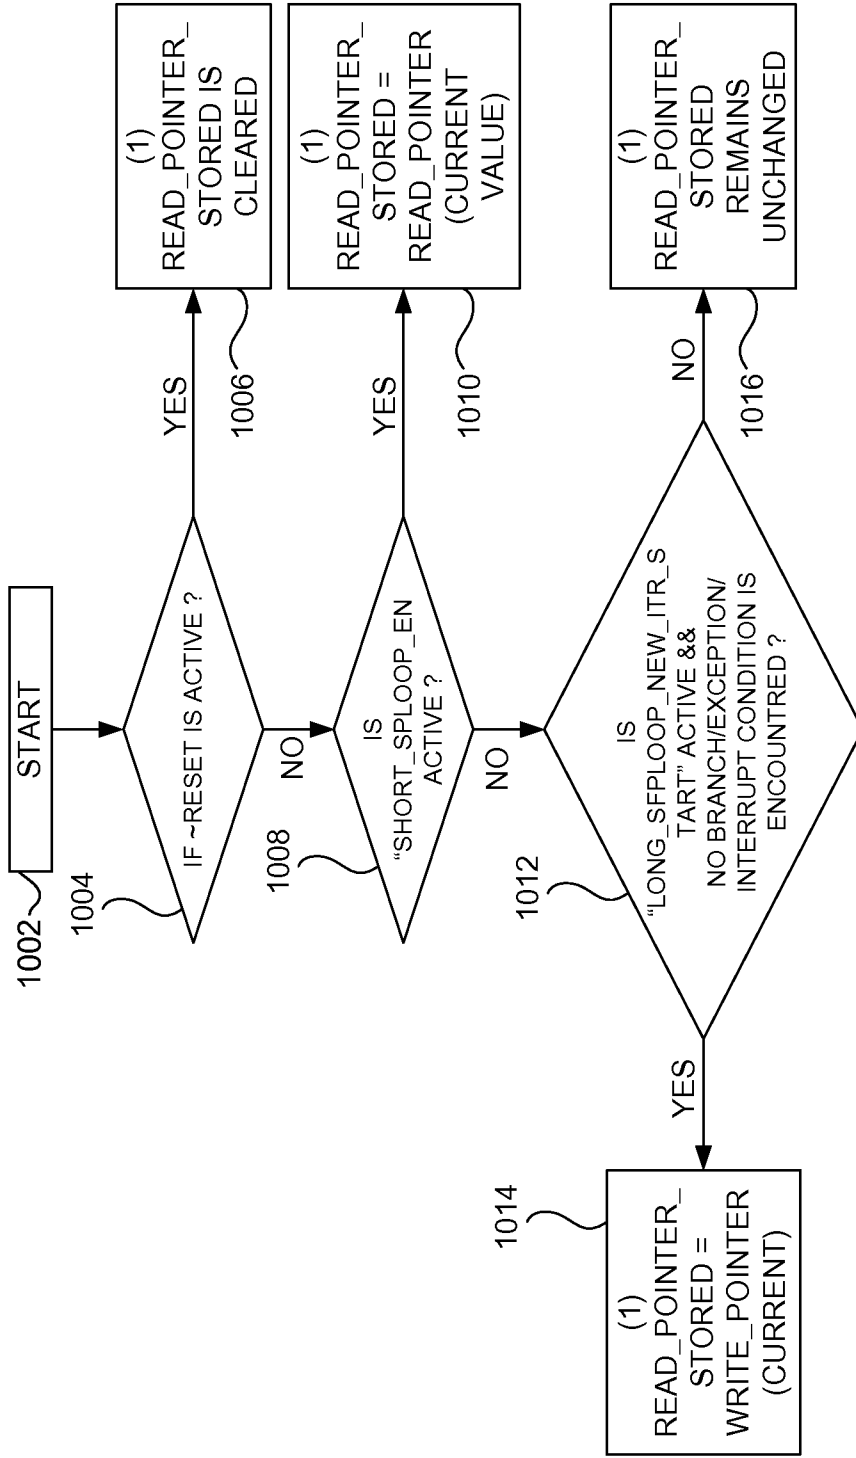 START
1002
IF ~RESET IS ACTIVE ?
1004
YES
(1)
READ_POINTER_
STORED IS
CLEARED
1006
NO
IS
“SHORT_SPLOOP_EN
ACTIVE ?
1008
YES
(1)
READ_POINTER_
STORED =
READ_POINTER
(CURRENT
VALUE)
1010
NO
IS
“LONG_SFPLOOP_NEW_ITR_S
TART” ACTIVE &&
NO BRANCH/EXCEPTION/
INTERRUPT CONDITION IS
ENCOUNTRED ?
1012
YES
(1)
READ_POINTER_
STORED =
WRITE_POINTER
(CURRENT)
1014
NO
(1)
READ_POINTER_
STORED
REMAINS
UNCHANGED
1016